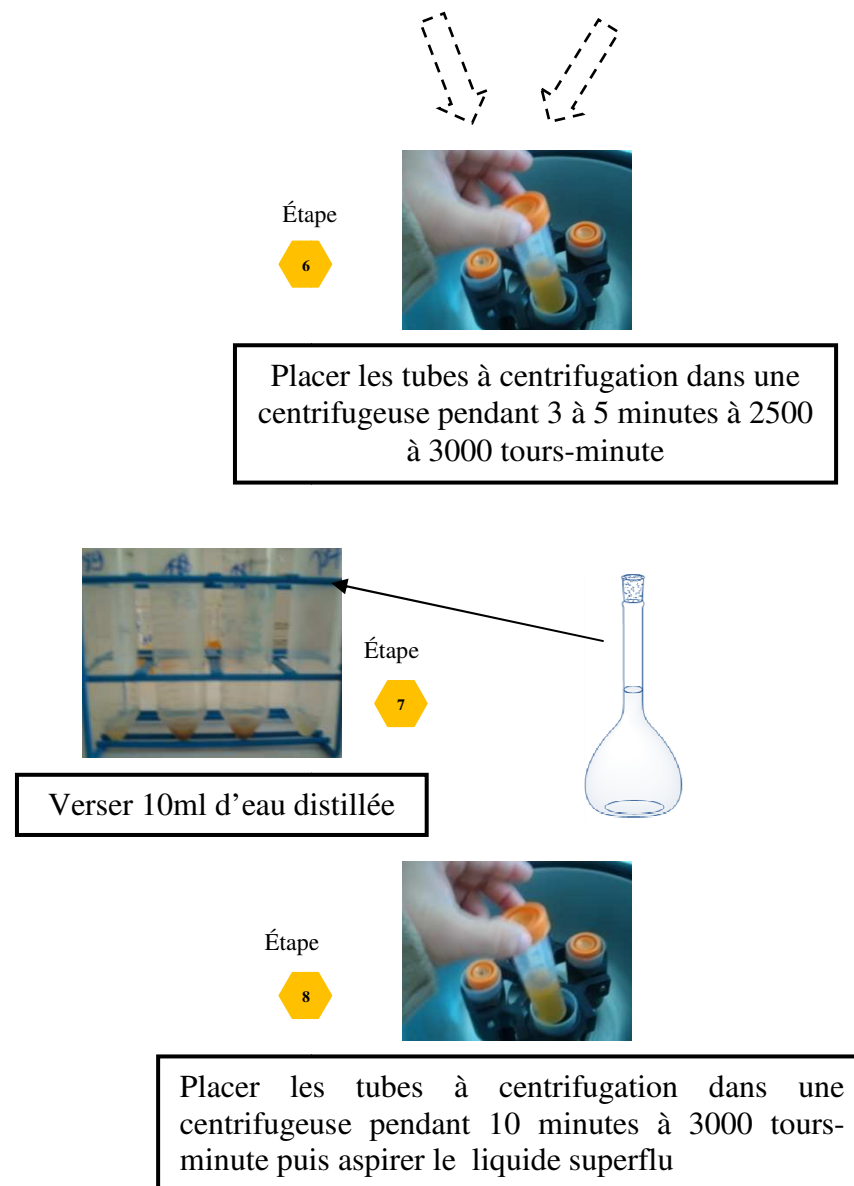 Étape
6
Placer les tubes à centrifugation dans une
centrifugeuse pendant 3 à 5 minutes à 2500
à 3000 tours-minute
Étape
7
Verser 10ml d’eau distillée
Étape
8
Placer les tubes à centrifugation dans une
centrifugeuse pendant 10 minutes à 3000 tours-
minute puis aspirer le liquide superflu